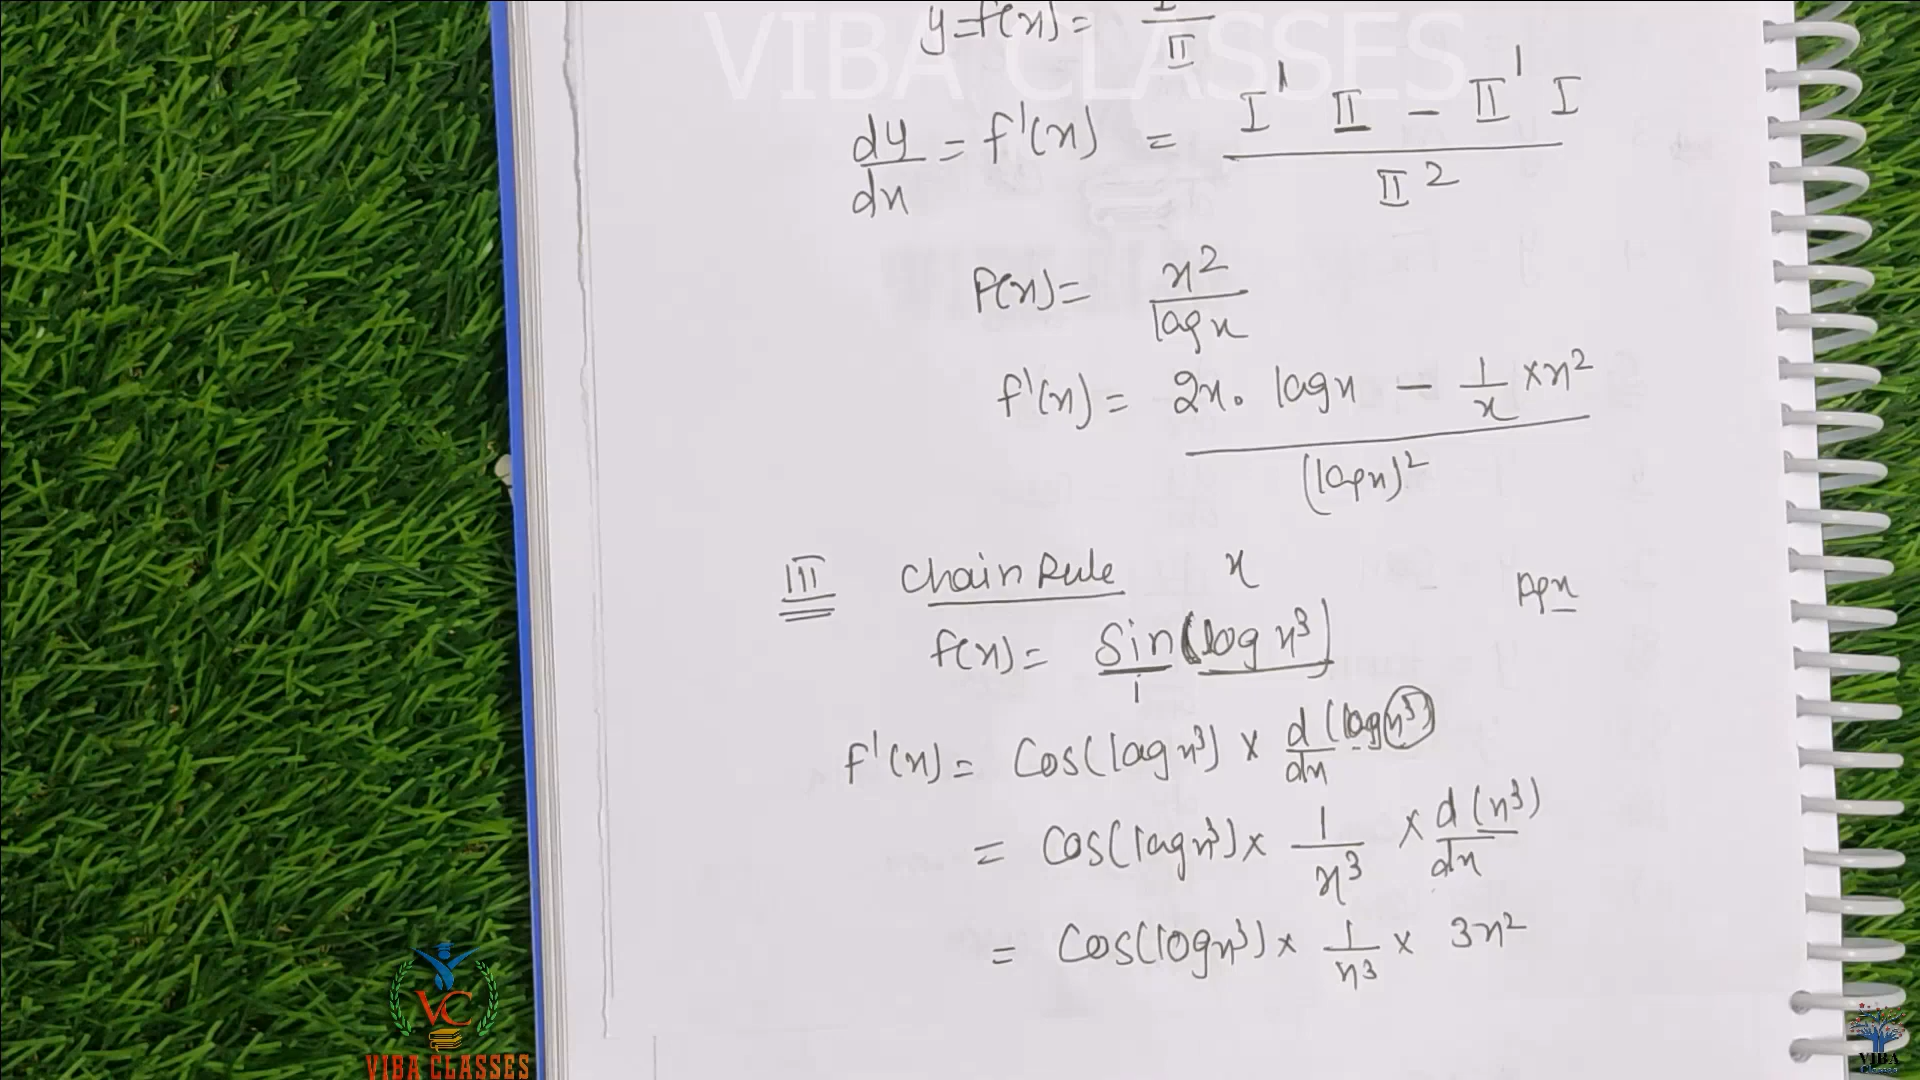 VIBA CLASSES
y=f(x) = I/II
dy/dx = f'(x) = (I' II - II' I)/II²
f(x) = x²/log x
f'(x) = (2x. log x - 1/x × x²)/(log x)²
III Chain Rule x
f(x) = Sin(log x³)
1
f'(x) = Cos(log x³) × d/dx (log x³)
= Cos(log x³) × 1/x³ × d(x³)/dx
= Cos(log x³) × 1/x³ × 3x²
VC
VIBA CLASSES
VIBA
Classes